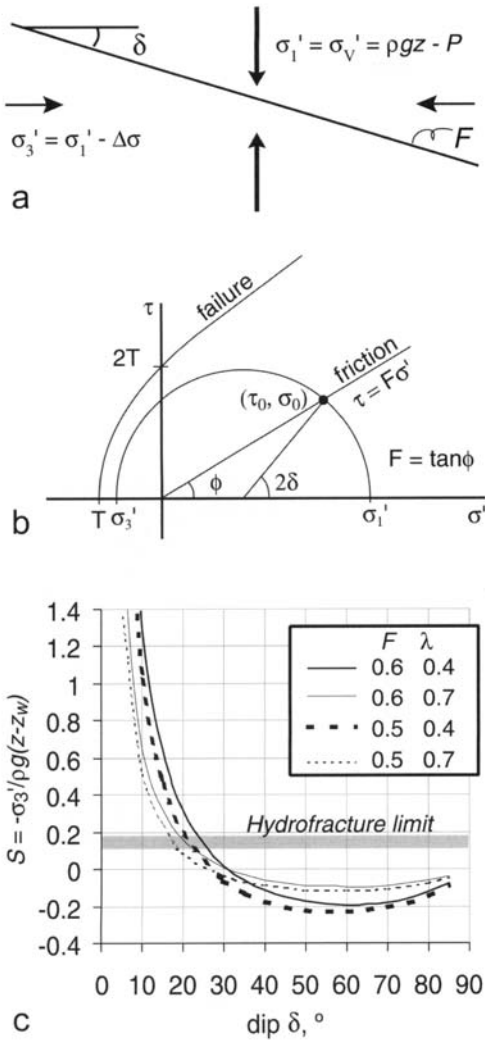 a
δ
σ₁' = σᵥ' = ρgz - P
σ₃' = σ₁' - Δσ
F
b
τ
failure
2T
friction
τ = Fσ'
(τ₀, σ₀)
F = tanϕ
ϕ
2δ
T σ₃'
σ₁'
σ'
c
S = -σ₃'/ρg(z-z_w)
1.4
1.2
1
0.8
0.6
0.4
0.2
0
-0.2
-0.4
F λ
0.6 0.4
0.6 0.7
0.5 0.4
0.5 0.7
Hydrofracture limit
0 10 20 30 40 50 60 70 80 90
dip δ, °